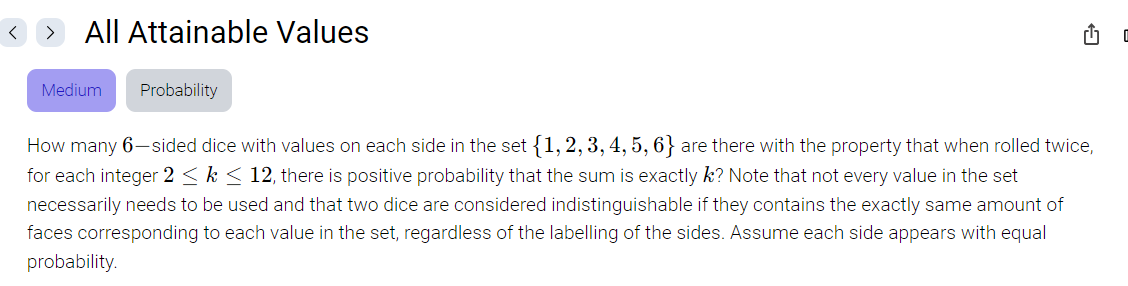 All Attainable Values
Medium Probability
How many 6−sided dice with values on each side in the set {1, 2, 3, 4, 5, 6} are there with the property that when rolled twice,
for each integer 2 ≤ k ≤ 12, there is positive probability that the sum is exactly k? Note that not every value in the set
necessarily needs to be used and that two dice are considered indistinguishable if they contains the exactly same amount of
faces corresponding to each value in the set, regardless of the labelling of the sides. Assume each side appears with equal
probability.